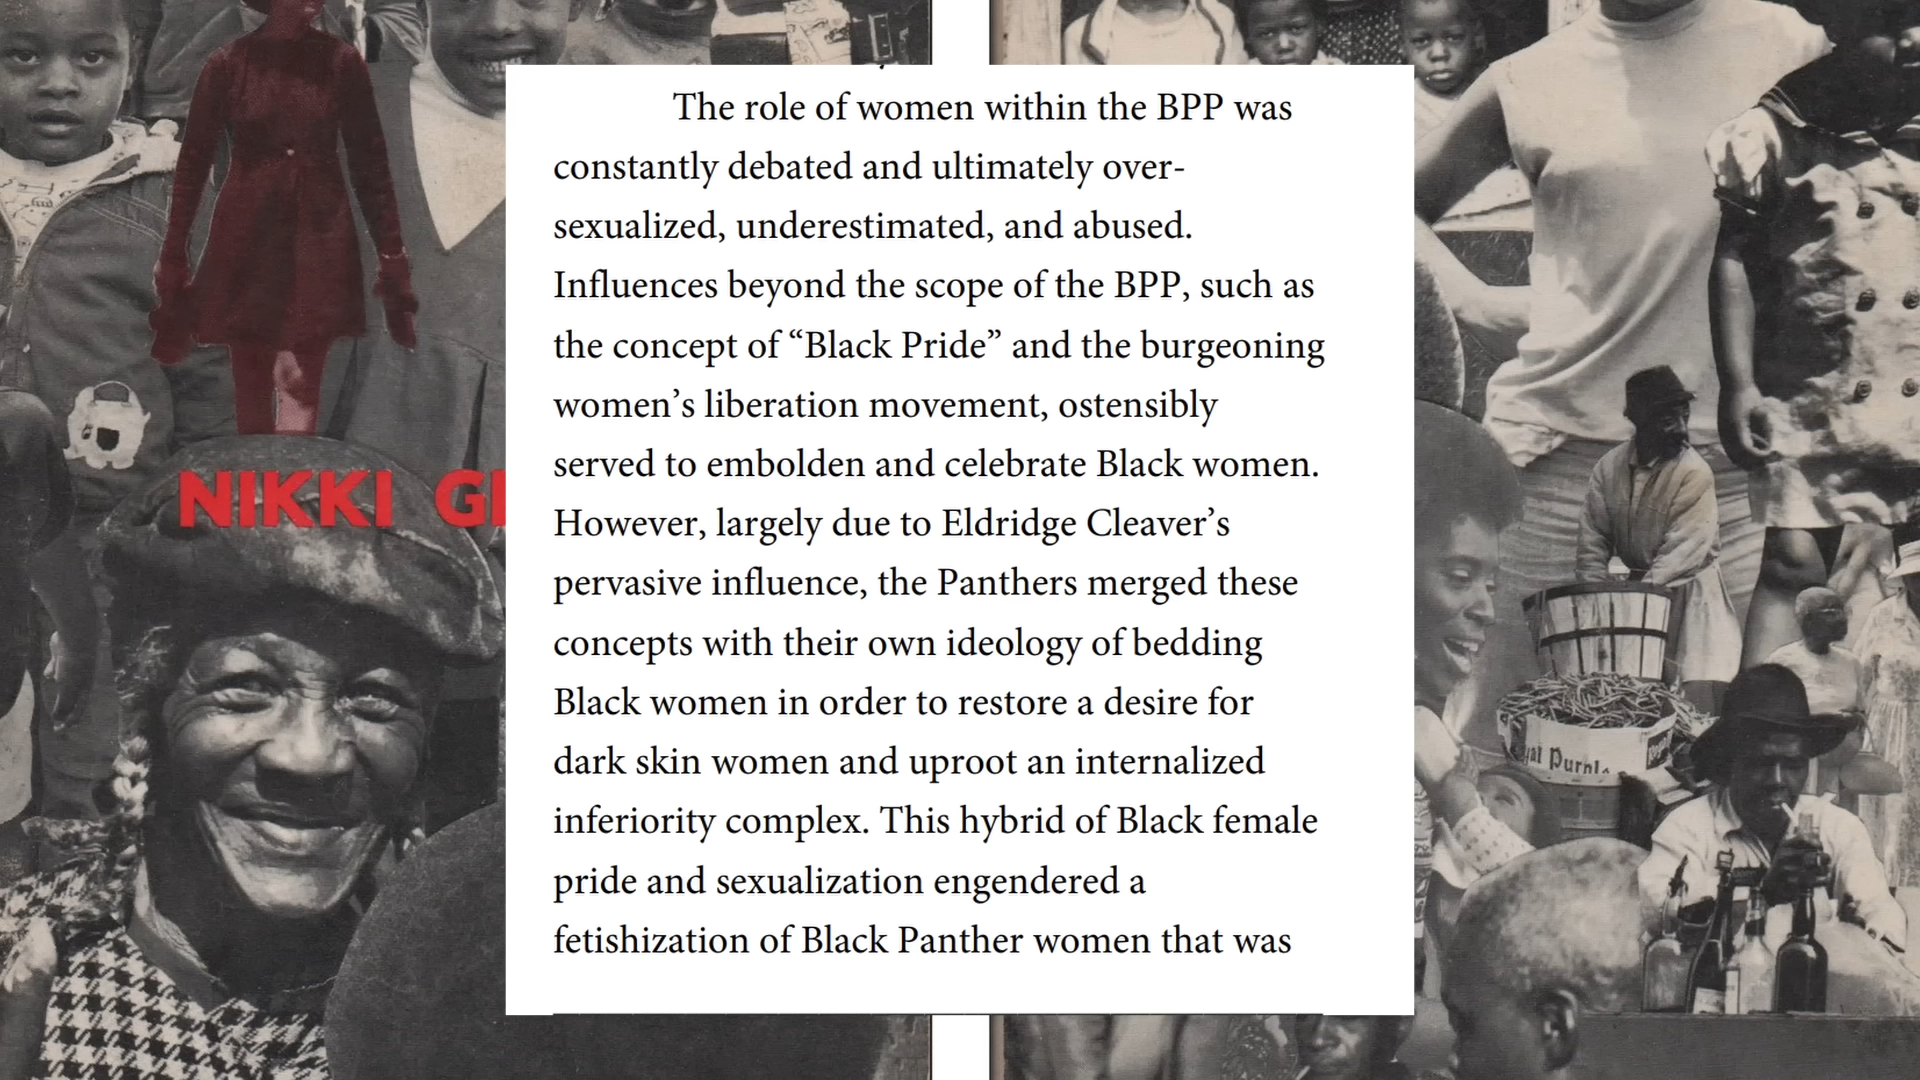 The role of women within the BPP was
constantly debated and ultimately over-
sexualized, underestimated, and abused.
Influences beyond the scope of the BPP, such as
the concept of “Black Pride” and the burgeoning
women’s liberation movement, ostensibly
served to embolden and celebrate Black women.
However, largely due to Eldridge Cleaver’s
pervasive influence, the Panthers merged these
concepts with their own ideology of bedding
Black women in order to restore a desire for
dark skin women and uproot an internalized
inferiority complex. This hybrid of Black female
pride and sexualization engendered a
fetishization of Black Panther women that was
NIKKI